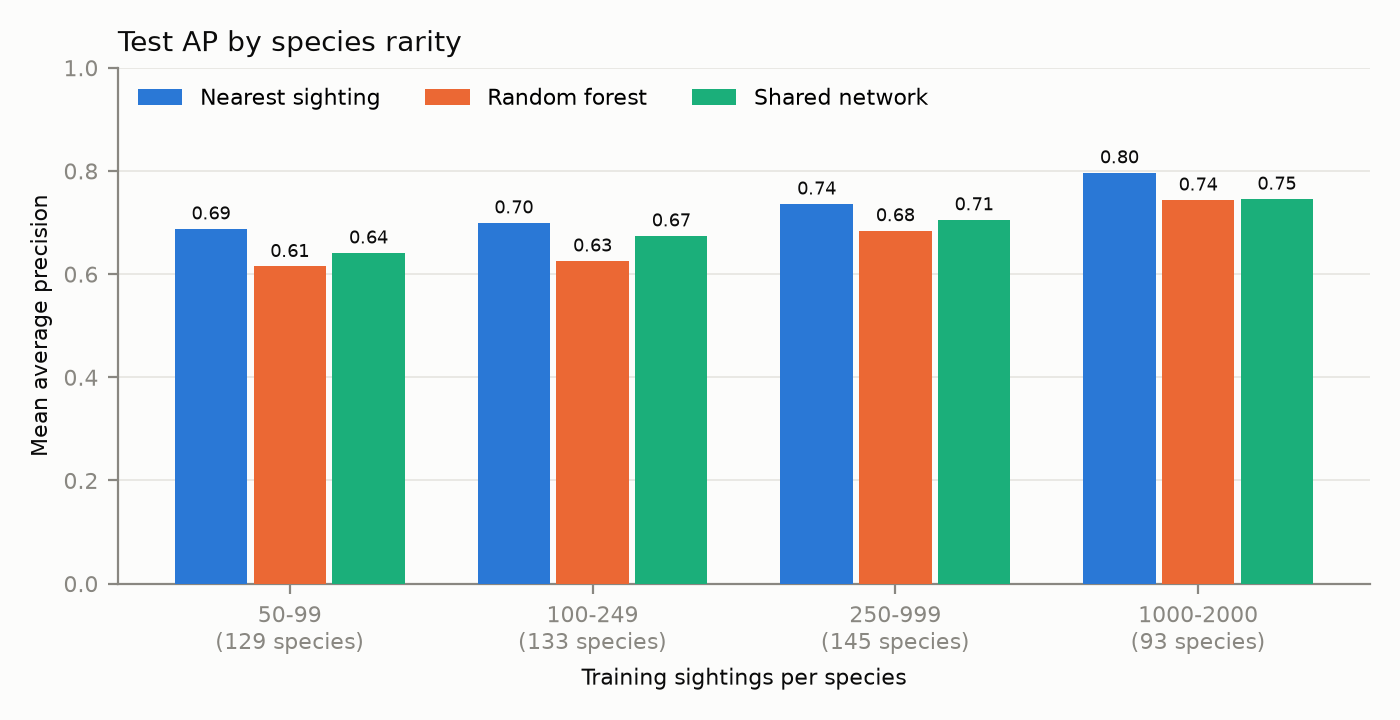 Test AP by species rarity
Nearest sighting Random forest Shared network
Mean average precision
1.0
0.8
0.6
0.4
0.2
0.0
0.69 0.61 0.64
0.70 0.63 0.67
0.74 0.68 0.71
0.80 0.74 0.75
50-99
(129 species)
100-249
(133 species)
250-999
(145 species)
1000-2000
(93 species)
Training sightings per species